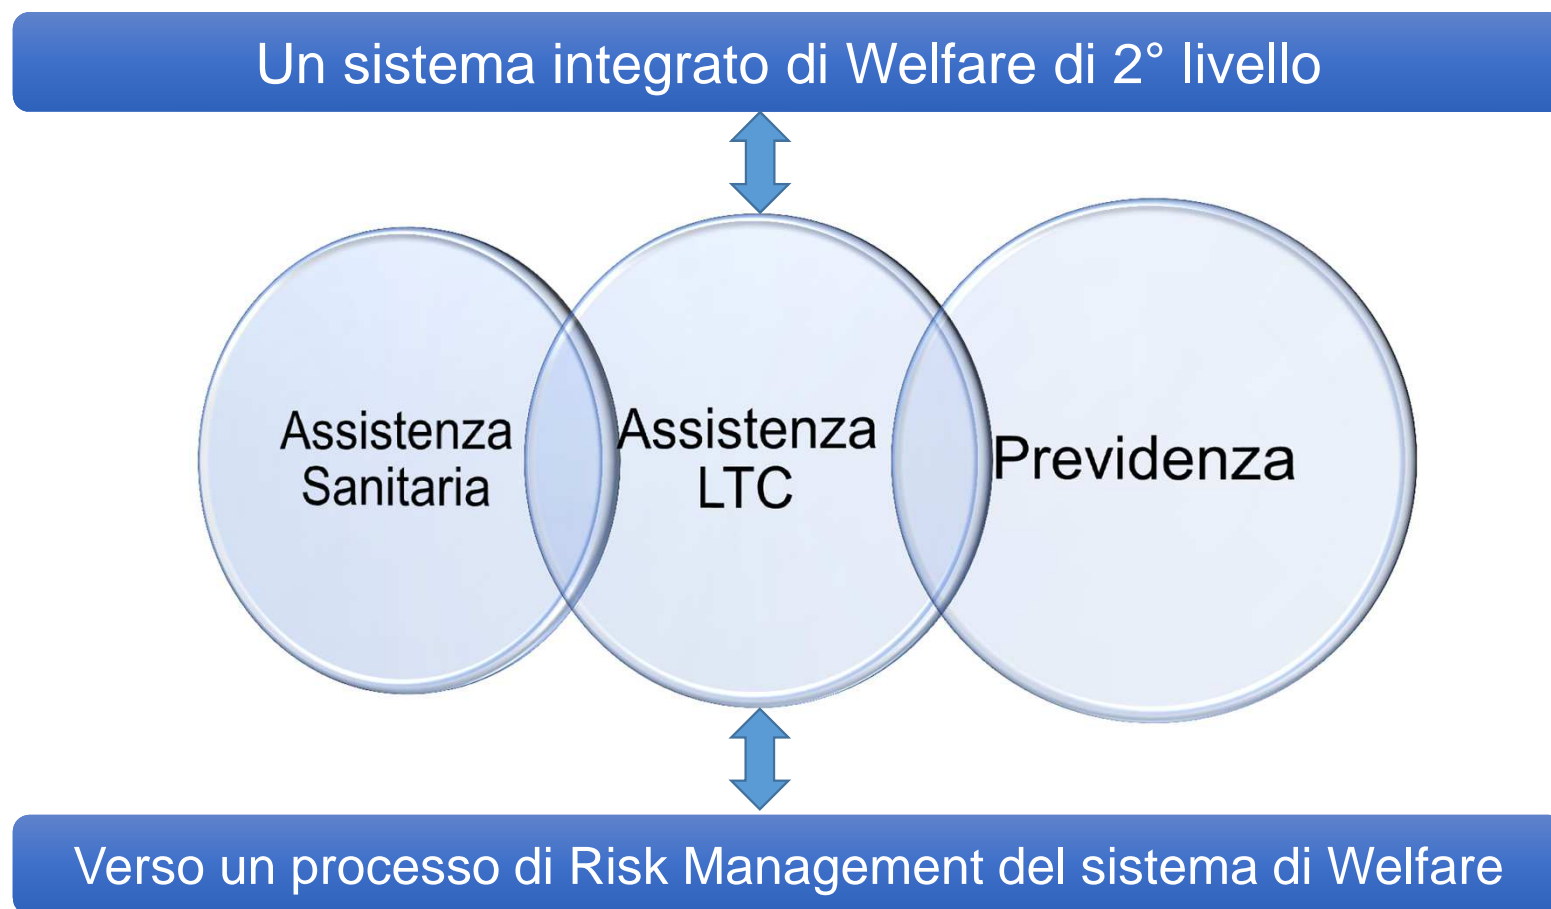 Un sistema integrato di Welfare di 2° livello
Assistenza
Sanitaria
Assistenza
LTC
Previdenza
Verso un processo di Risk Management del sistema di Welfare